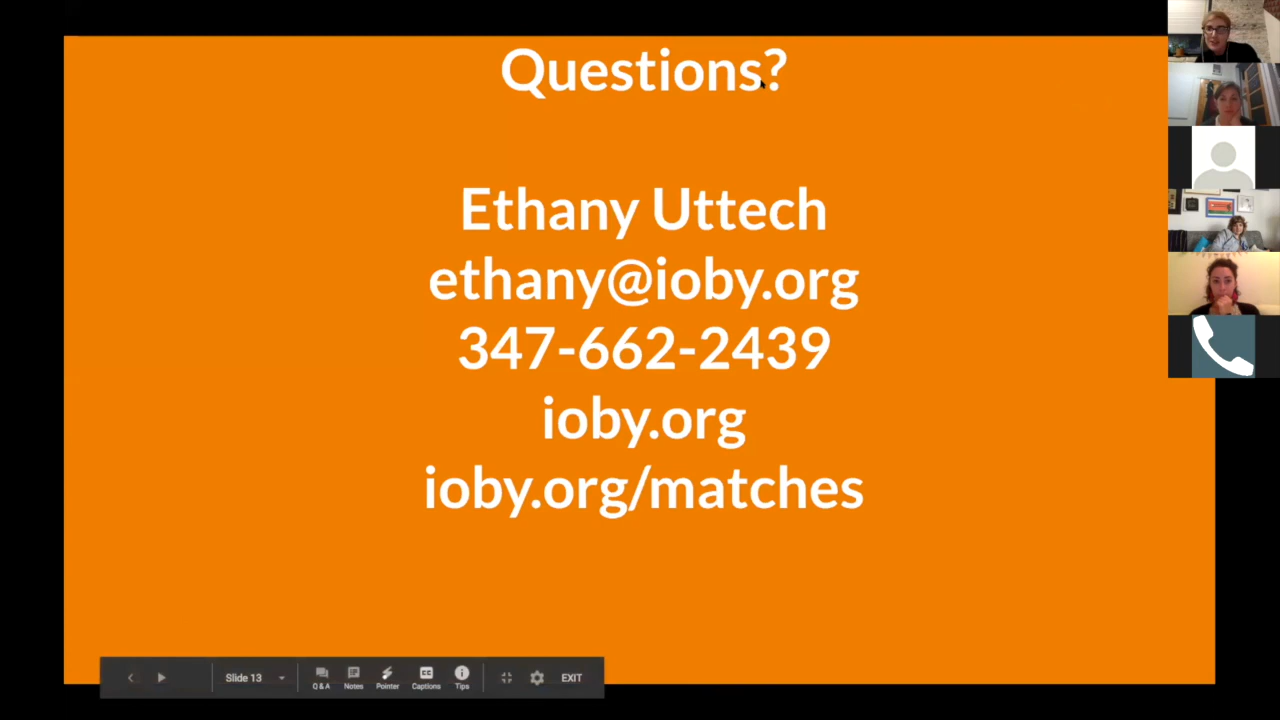 Questions?
Ethany Uttech
ethany@ioby.org
347-662-2439
ioby.org
ioby.org/matches
Slide 13
Q & A
Notes
Pointer
CC
Captions
Tips
EXIT